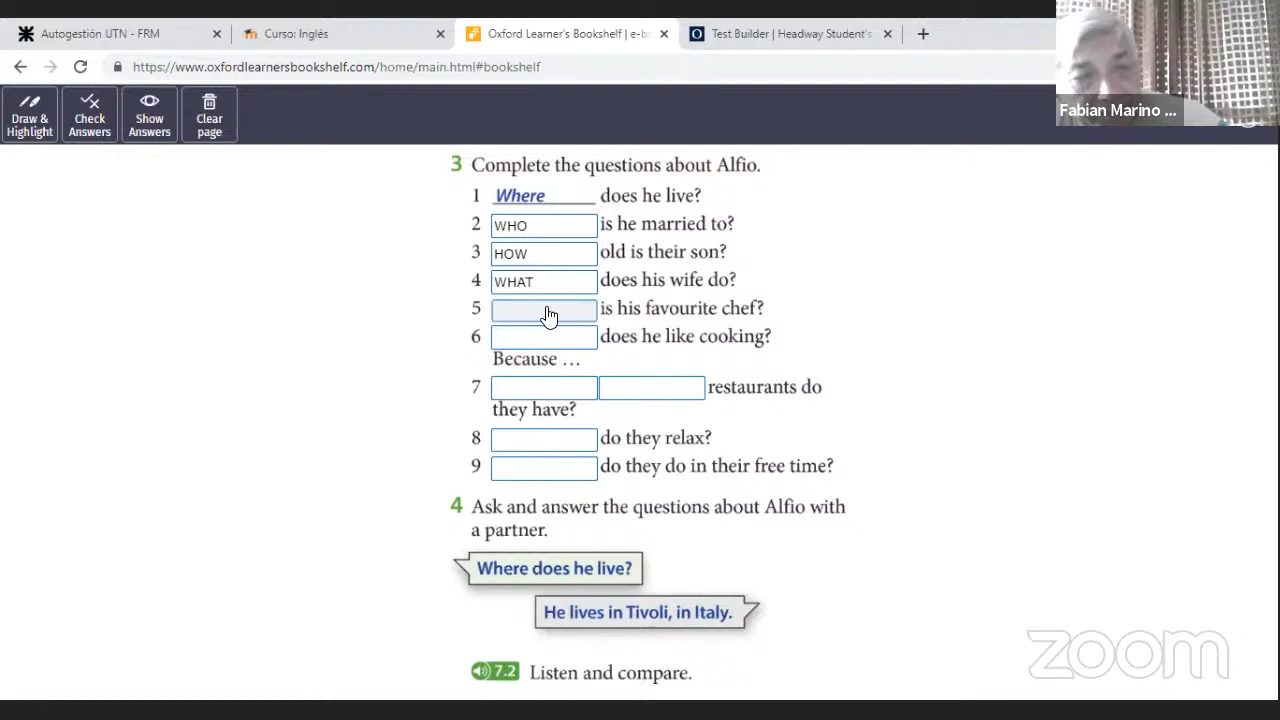 Autogestión UTN - FRM
Curso: Inglés
Oxford Learner's Bookshelf | e-bo
Test Builder | Headway Student's
https://www.oxfordlearnersbookshelf.com/home/main.html#bookshelf
Fabian Marino ...
Draw & Highlight
Check Answers
Show Answers
Clear page
3 Complete the questions about Alfio.
1 Where does he live?
2 WHO is he married to?
3 HOW old is their son?
4 WHAT does his wife do?
5 is his favourite chef?
6 does he like cooking?
Because …
7 restaurants do
they have?
8 do they relax?
9 do they do in their free time?
4 Ask and answer the questions about Alfio with
a partner.
Where does he live?
He lives in Tivoli, in Italy.
7.2 Listen and compare.
zoom